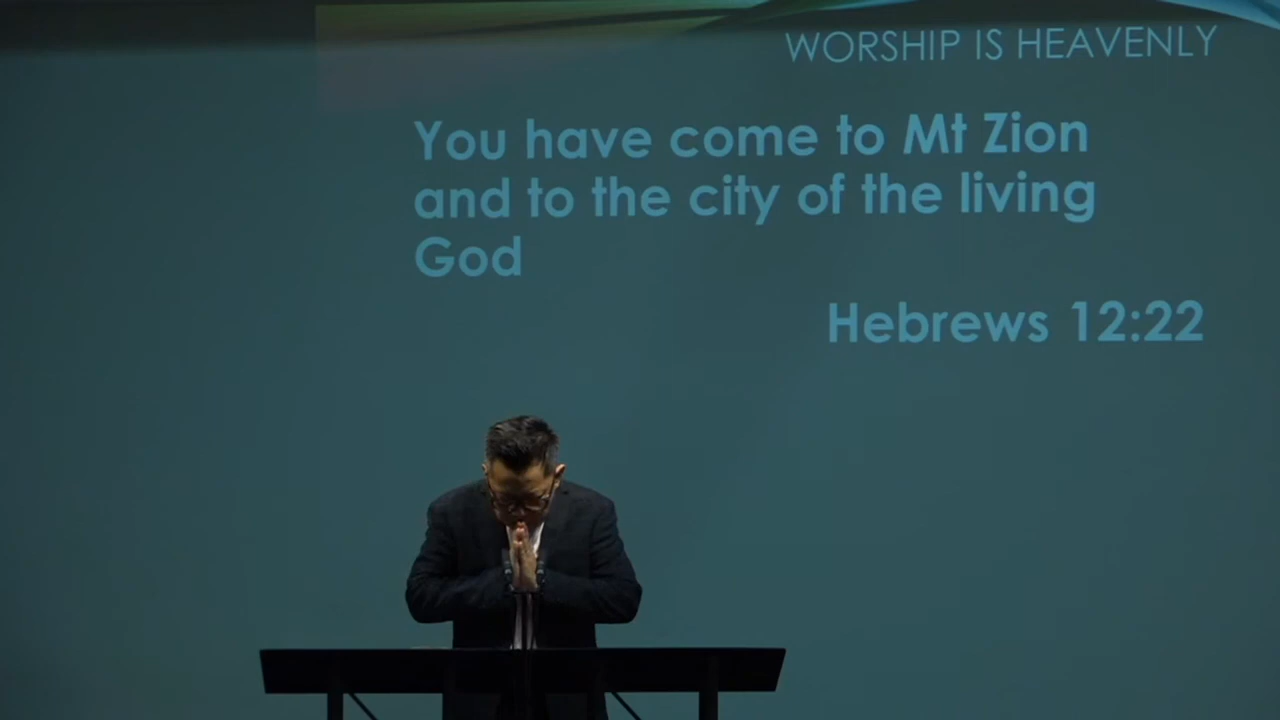 WORSHIP IS HEAVENLY
You have come to Mt Zion
and to the city of the living
God
Hebrews 12:22